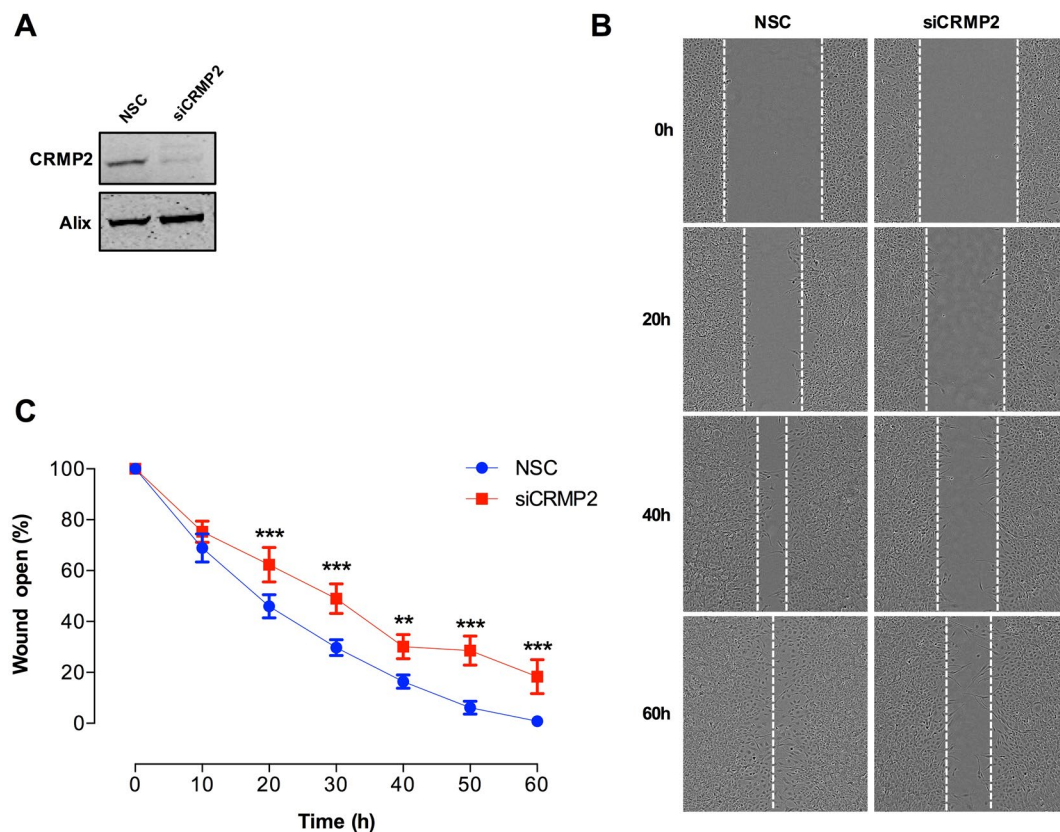 A
NSC
siCRMP2
CRMP2
Alix
B
NSC
siCRMP2
0h
20h
40h
60h
C
NSC
siCRMP2
Wound open (%)
100
80
60
40
20
0
***
***
**
***
***
0
10
20
30
40
50
60
Time (h)